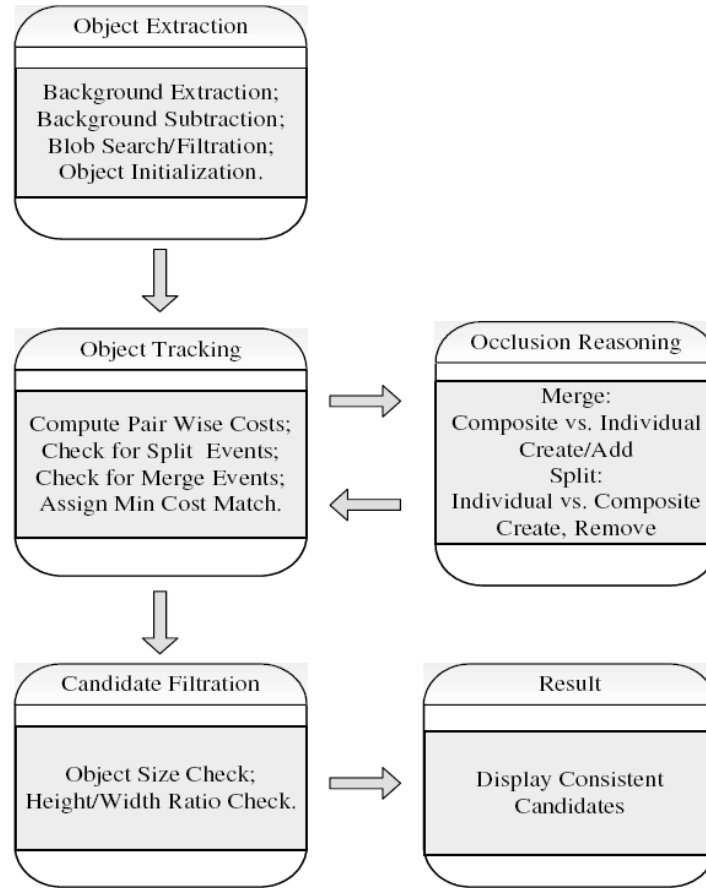 Object Extraction
Background Extraction;
Background Subtraction;
Blob Search/Filtration;
Object Initialization.
Object Tracking
Compute Pair Wise Costs;
Check for Split Events;
Check for Merge Events;
Assign Min Cost Match.
Occlusion Reasoning
Merge:
Composite vs. Individual
Create/Add
Split:
Individual vs. Composite
Create, Remove
Candidate Filtration
Object Size Check;
Height/Width Ratio Check.
Result
Display Consistent
Candidates